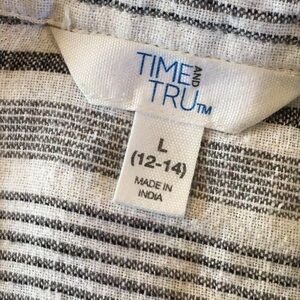 TIME AND
TRU™
L
(12-14)
MADE IN
INDIA